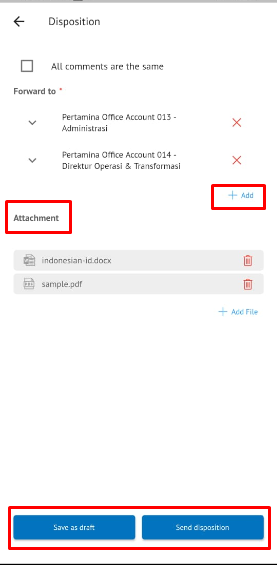 Disposition
All comments are the same
Forward to *
Pertamina Office Account 013 -
Administrasi
Pertamina Office Account 014 -
Direktur Operasi & Transformasi
+ Add
Attachment
indonesian-id.docx
sample.pdf
+ Add File
Save as draft
Send disposition